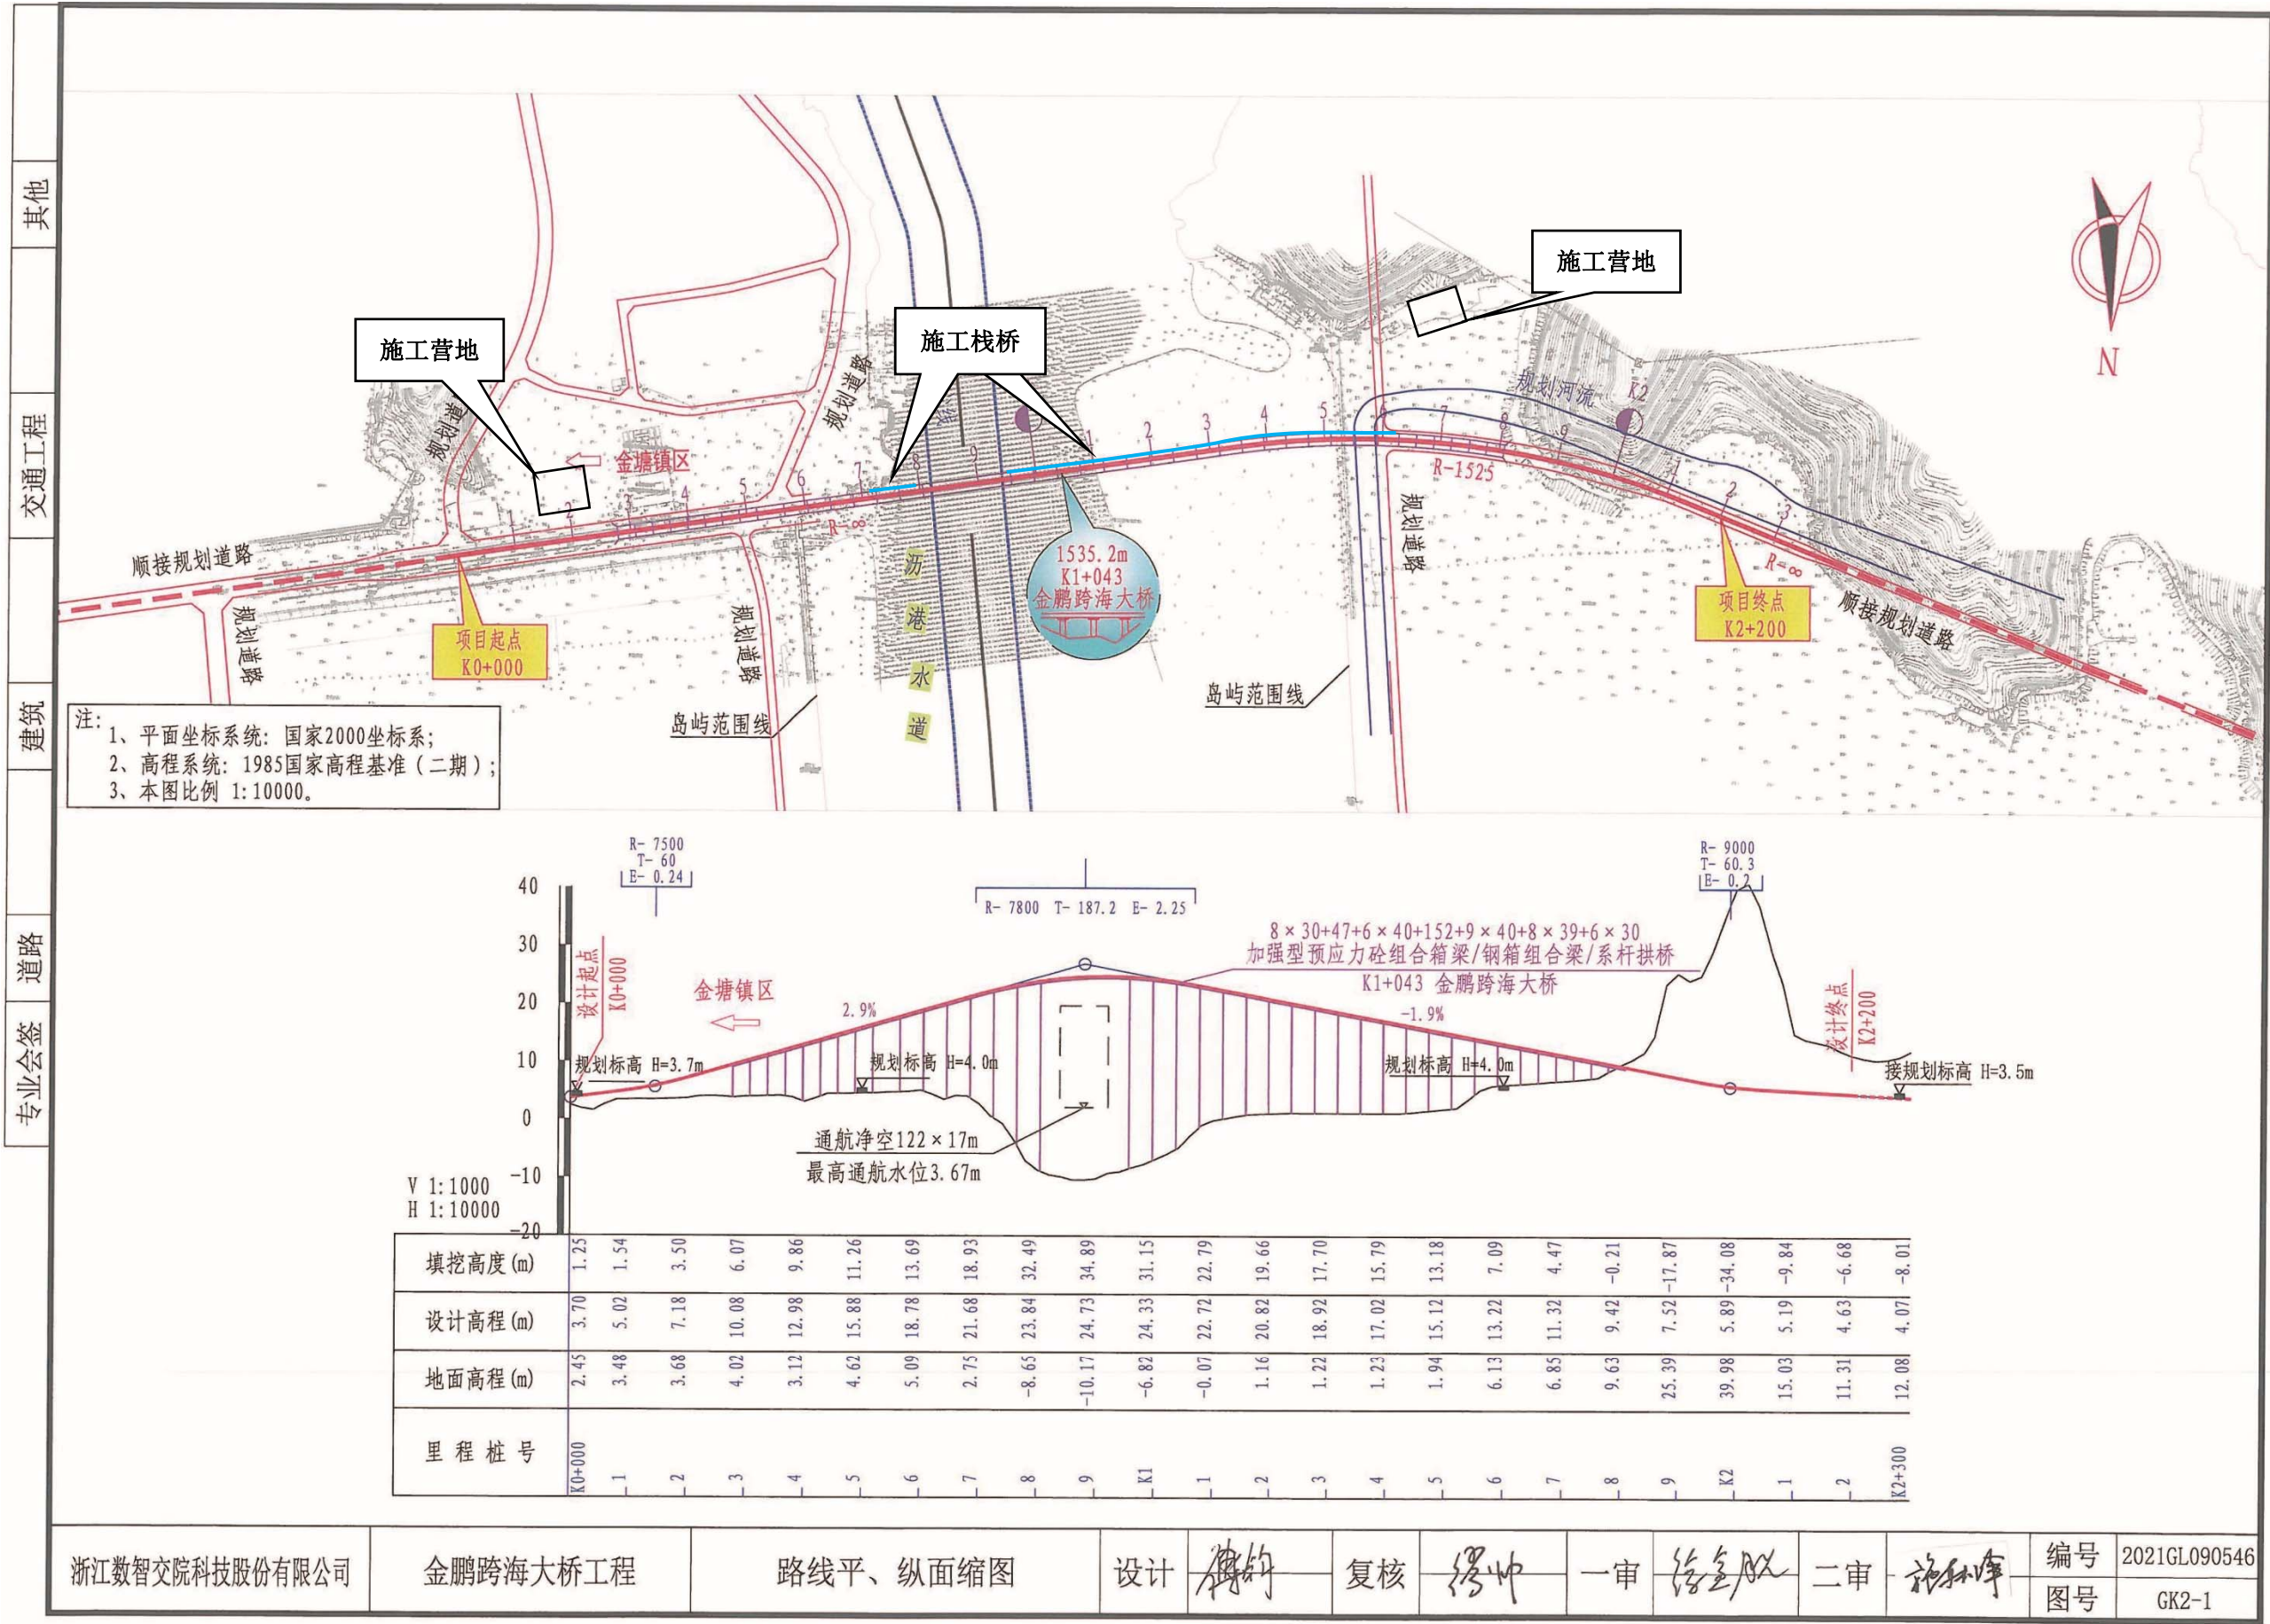 其他
交通工程
建筑
道路
专业会签
施工营地
施工栈桥
施工营地
N
规划道路
规划河流
K2
金塘镇区
1
2
3
4
5
6
7
8
9
1
2
3
4
5
6
7
8
9
1
2
3
R-∞
R-1525
R=∞
顺接规划道路
规划道路
规划道路
规划道路
顺接规划道路
项目起点
K0+000
沥港水道
1535.2m
K1+043
金鹏跨海大桥
项目终点
K2+200
岛屿范围线
岛屿范围线
注:
1、平面坐标系统: 国家2000坐标系;
2、高程系统: 1985国家高程基准(二期);
3、本图比例 1:10000。
R- 7500
T- 60
E- 0.24
R- 7800 T- 187.2 E- 2.25
R- 9000
T- 60.3
E- 0.2
40
30
20
10
0
-10
-20
设计起点
K0+000
金塘镇区
2.9%
8×30+47+6×40+152+9×40+8×39+6×30
加强型预应力砼组合箱梁/钢箱组合梁/系杆拱桥
K1+043 金鹏跨海大桥
-1.9%
设计终点
K2+200
规划标高 H=3.7m
规划标高 H=4.0m
规划标高 H=4.0m
接规划标高 H=3.5m
通航净空122×17m
最高通航水位3.67m
V 1:1000
H 1:10000
填挖高度(m) 1.25 1.54 3.50 6.07 9.86 11.26 13.69 18.93 32.49 34.89 31.15 22.79 19.66 17.70 15.79 13.18 7.09 4.47 -0.21 -17.87 -34.08 -9.84 -6.68 -8.01
设计高程(m) 3.70 5.02 7.18 10.08 12.98 15.88 18.78 21.68 23.84 24.73 24.33 22.72 20.82 18.92 17.02 15.12 13.22 11.32 9.42 7.52 5.89 5.19 4.63 4.07
地面高程(m) 2.45 3.48 3.68 4.02 3.12 4.62 5.09 2.75 -8.65 -10.17 -6.82 -0.07 1.16 1.22 1.23 1.94 6.13 6.85 9.63 25.39 39.98 15.03 11.31 12.08
里程桩号 K0+000 1 2 3 4 5 6 7 8 9 K1 1 2 3 4 5 6 7 8 9 K2 1 2 K2+300
浙江数智交院科技股份有限公司 金鹏跨海大桥工程 路线平、纵面缩图 设计 复核 一审 二审 编号 2021GL090546
图号 GK2-1